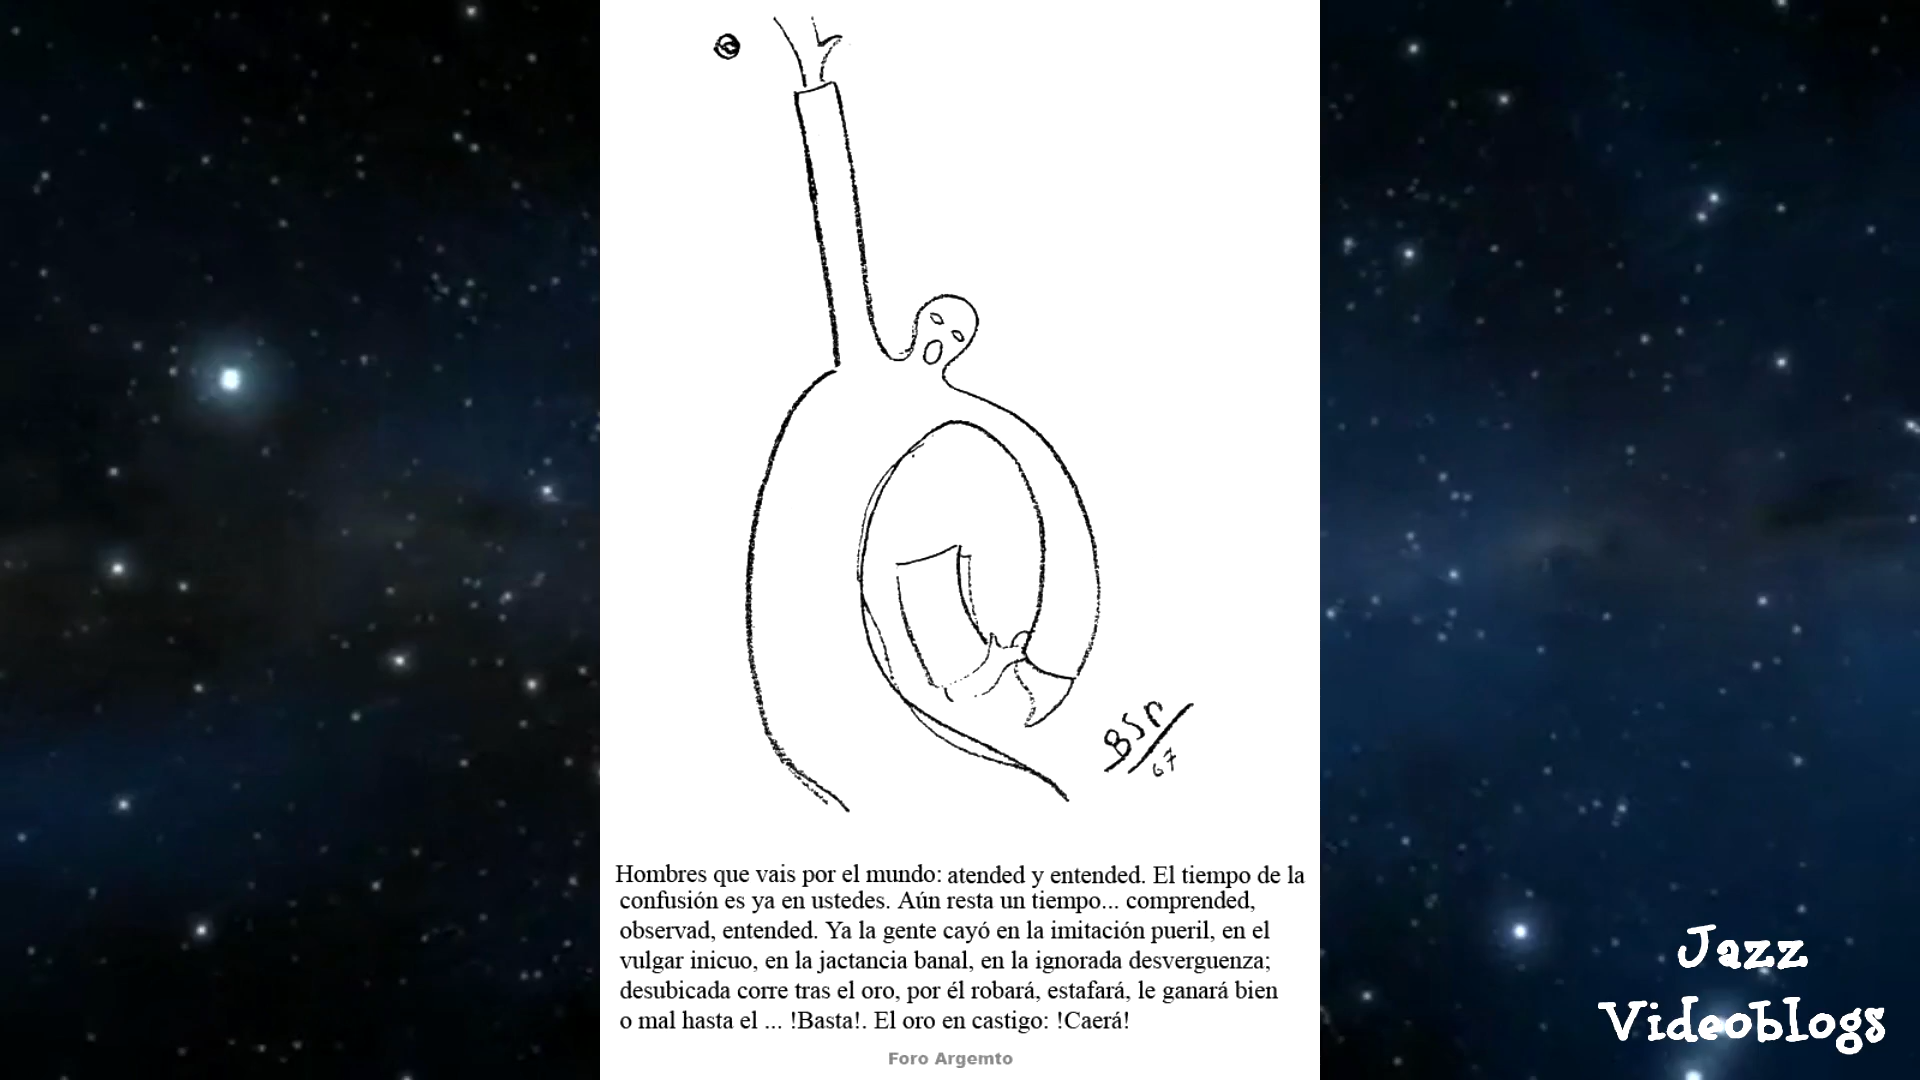 BSP
67
Hombres que vais por el mundo: atended y entended. El tiempo de la
confusión es ya en ustedes. Aún resta un tiempo... comprended,
observad, entended. Ya la gente cayó en la imitación pueril, en el
vulgar inicuo, en la jactancia banal, en la ignorada desverguenza;
desubicada corre tras el oro, por él robará, estafará, le ganará bien
o mal hasta el ... !Basta!. El oro en castigo: !Caerá!
Foro Argemto
Jazz
Videoblogs